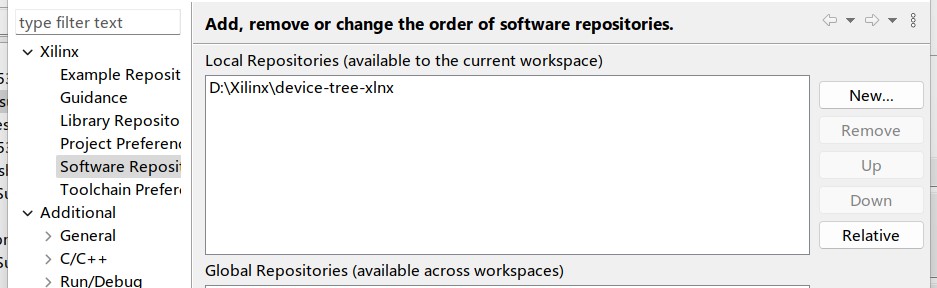 type filter text
Xilinx
Example Reposit
Guidance
Library Reposito
Project Preferen
Software Reposit
Toolchain Prefer
Additional
General
C/C++
Run/Debug
Add, remove or change the order of software repositories.
Local Repositories (available to the current workspace)
D:\Xilinx\device-tree-xlnx
New...
Remove
Up
Down
Relative
Global Repositories (available across workspaces)